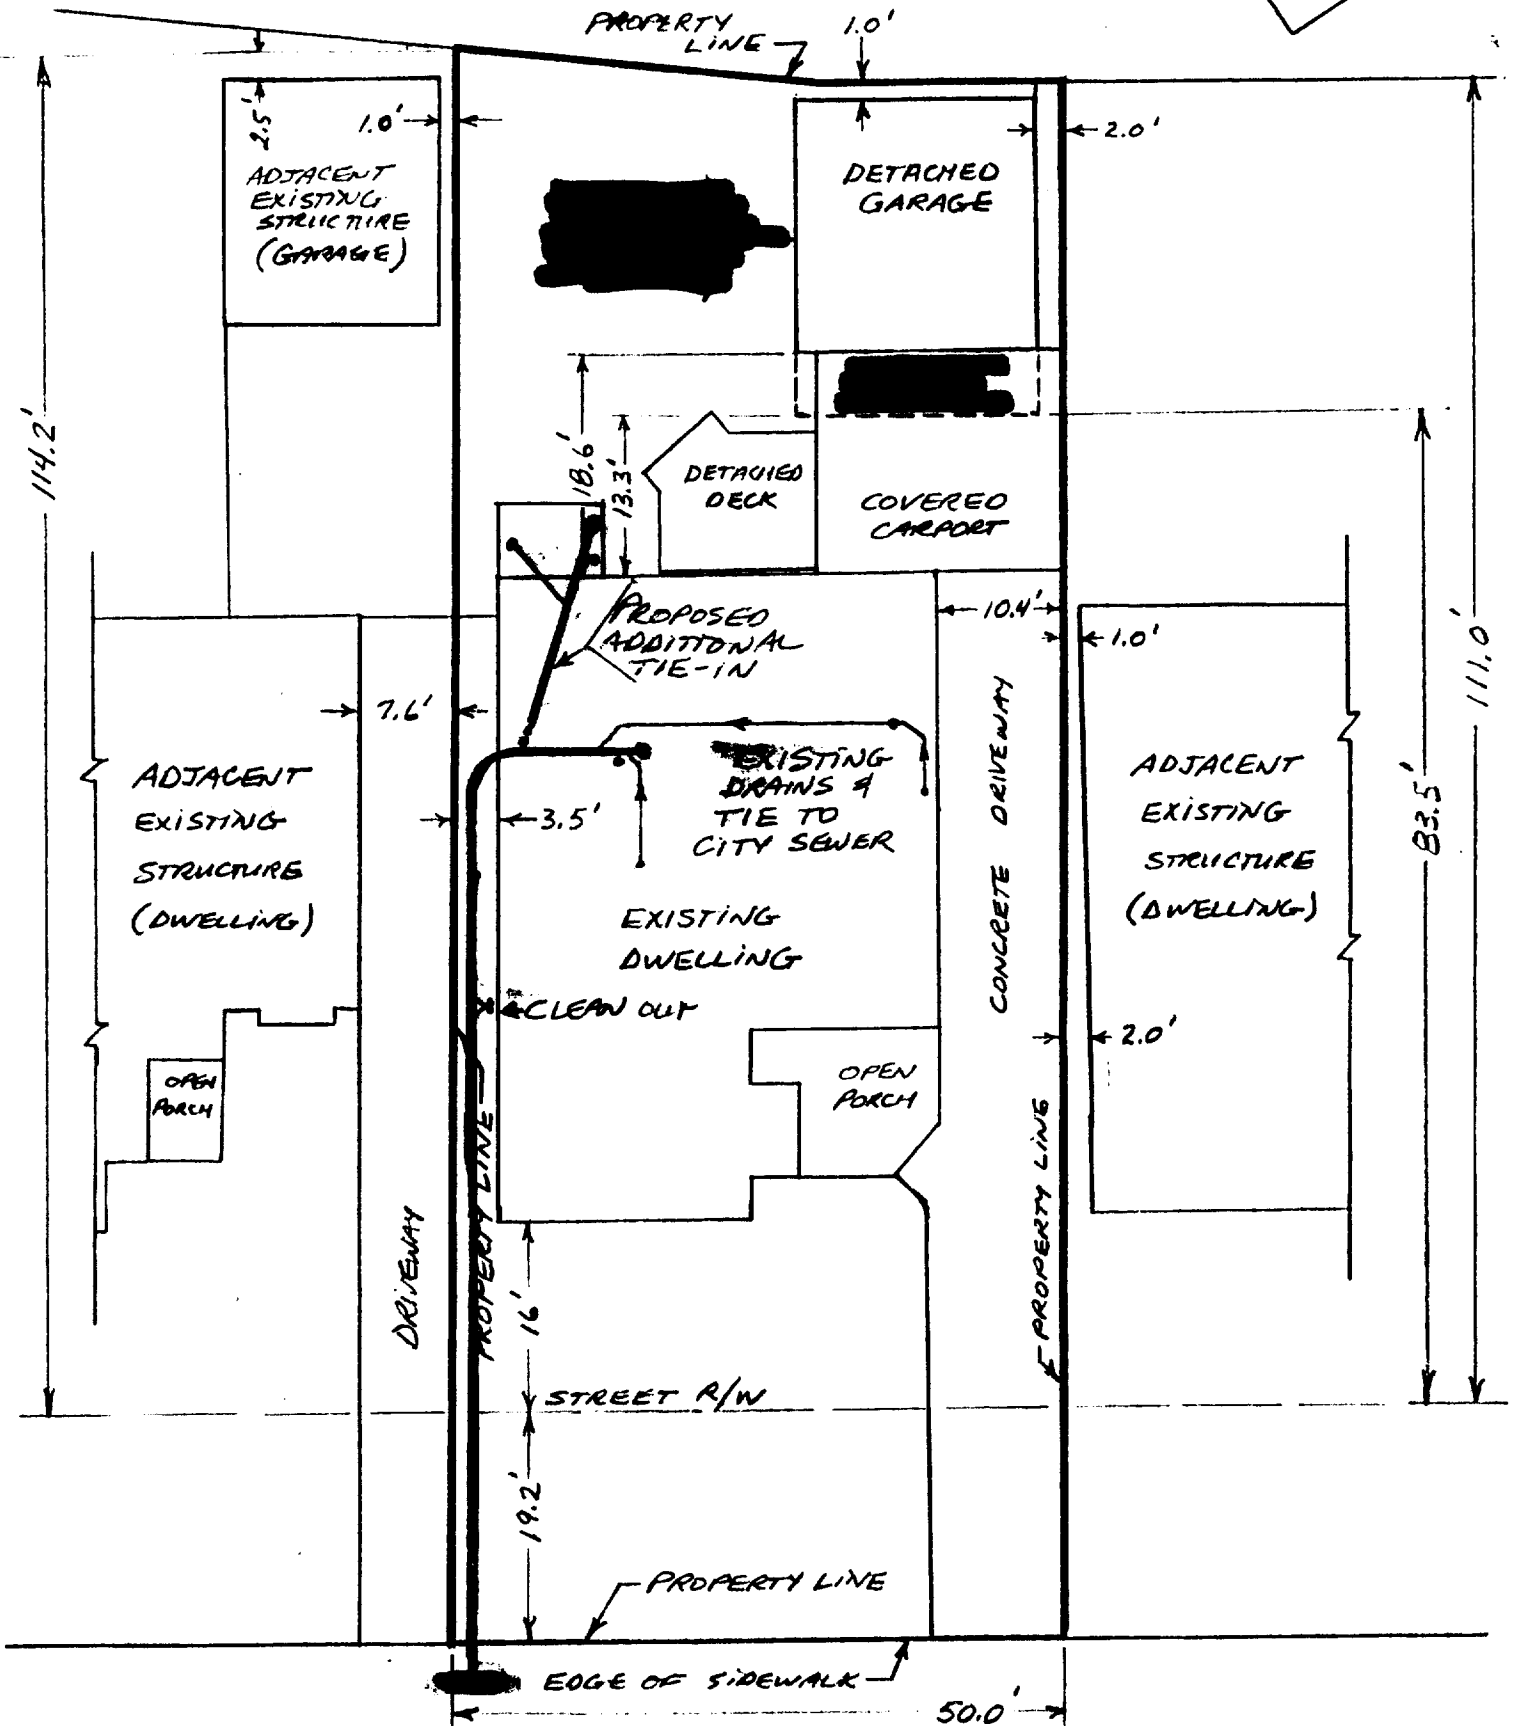 PROPERTY
LINE
1.0'
2.5'
1.0'
2.0'
ADJACENT
EXISTING
STRUCTURE
(GARAGE)
DETACHED
GARAGE
114.2'
18.6'
13.3'
DETACHED
DECK
COVERED
CARPORT
PROPOSED
ADDITIONAL
TIE-IN
10.4'
1.0'
111.0'
7.6'
83.5'
EXISTING
DRAINS &
TIE TO
CITY SEWER
3.5'
CONCRETE DRIVEWAY
ADJACENT
EXISTING
STRUCTURE
(DWELLING)
ADJACENT
EXISTING
STRUCTURE
(DWELLING)
EXISTING
DWELLING
CLEAN OUT
2.0'
OPEN
PORCH
OPEN
PORCH
PROPERTY LINE
PROPERTY LINE
DRIVEWAY
16'
STREET R/W
19.2'
PROPERTY LINE
EDGE OF SIDEWALK
50.0'